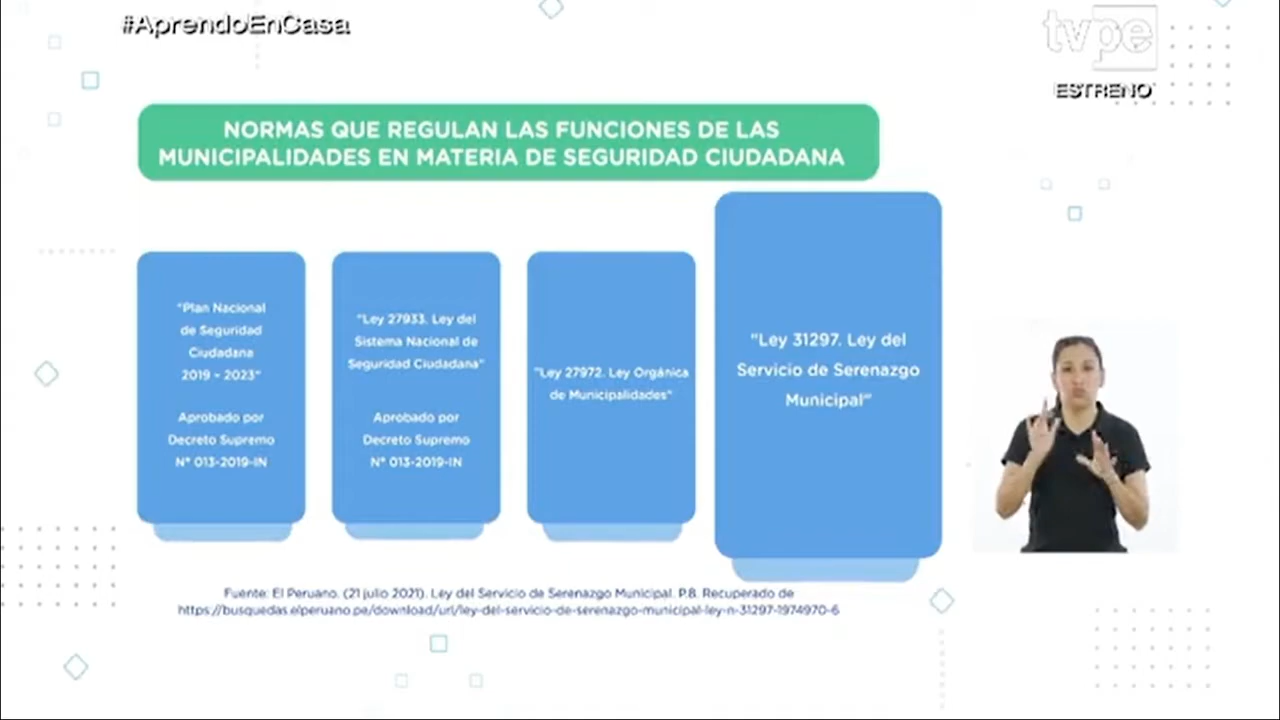 #AprendoEnCasa
tvpe
ESTRENO
NORMAS QUE REGULAN LAS FUNCIONES DE LAS
MUNICIPALIDADES EN MATERIA DE SEGURIDAD CIUDADANA
"Plan Nacional
de Seguridad
Ciudadana
2019 - 2023"
Aprobado por
Decreto Supremo
N° 013-2019-IN
"Ley 27933. Ley del
Sistema Nacional de
Seguridad Ciudadana"
Aprobado por
Decreto Supremo
N° 013-2019-IN
"Ley 27972. Ley Orgánica
de Municipalidades"
"Ley 31297. Ley del
Servicio de Serenazgo
Municipal"
Fuente: El Peruano. (21 julio 2021). Ley del Servicio de Serenazgo Municipal. P.8. Recuperado de
https://busquedas.elperuano.pe/download/url/ley-del-servicio-de-serenazgo-municipal-ley-n-31297-1974970-6